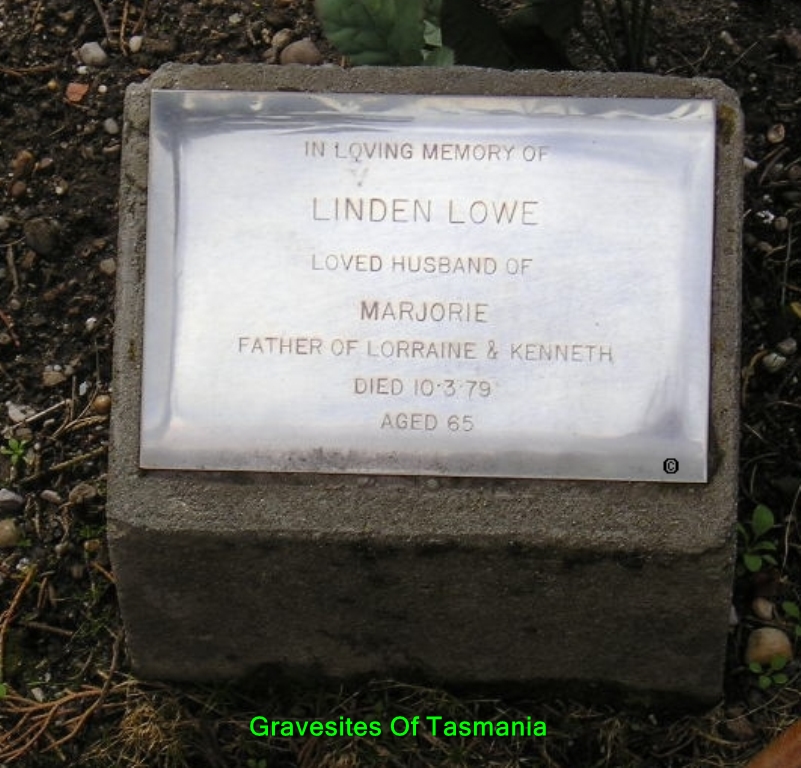 IN LOVING MEMORY OF
LINDEN LOWE
LOVED HUSBAND OF
MARJORIE
FATHER OF LORRAINE & KENNETH
DIED 10·3·79
AGED 65
©
Gravesites Of Tasmania